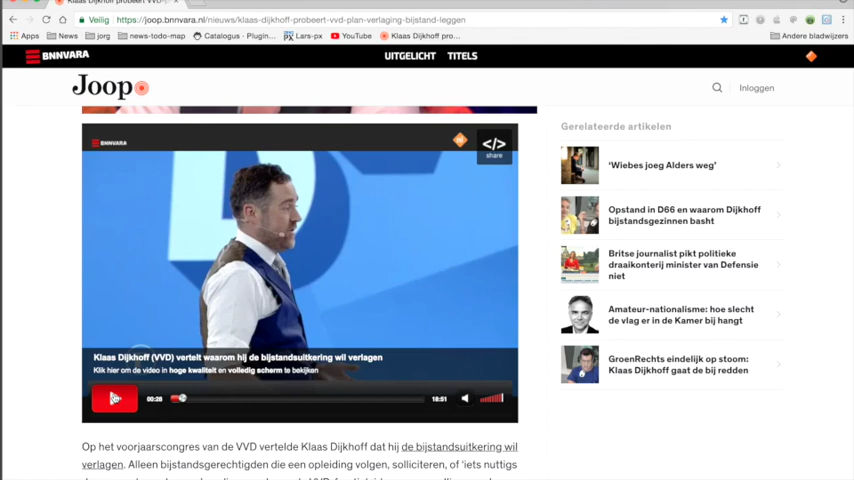 Klaas Dijkhoff probeert vvd-p
Veilig
https://joop.bnnvara.nl/nieuws/klaas-dijkhoff-probeert-vvd-plan-verlaging-bijstand-leggen
Apps
News
jorg
news-todo-map
Catalogus - Plugin...
Lars-px
YouTube
Klaas Dijkhoff pro...
Andere bladwijzers
BNNVARA
UITGELICHT
TITELS
Joop
Inloggen
BNNVARA
</>
share
D
Klaas Dijkhoff (VVD) vertelt waarom hij de bijstandsuitkering wil verlagen
Klik hier om de video in hoge kwaliteit en volledig scherm te bekijken
00:28
18:51
Op het voorjaarscongres van de VVD vertelde Klaas Dijkhoff dat hij de bijstandsuitkering wil
verlagen. Alleen bijstandsgerechtigden die een opleiding volgen, solliciteren, of 'iets nuttigs
Gerelateerde artikelen
'Wiebes joeg Alders weg'
Opstand in D66 en waarom Dijkhoff
bijstandsgezinnen basht
Britse journalist pikt politieke
draaikonterij minister van Defensie
niet
Amateur-nationalisme: hoe slecht
de vlag er in de Kamer bij hangt
GroenRechts eindelijk op stoom:
Klaas Dijkhoff gaat de bij redden